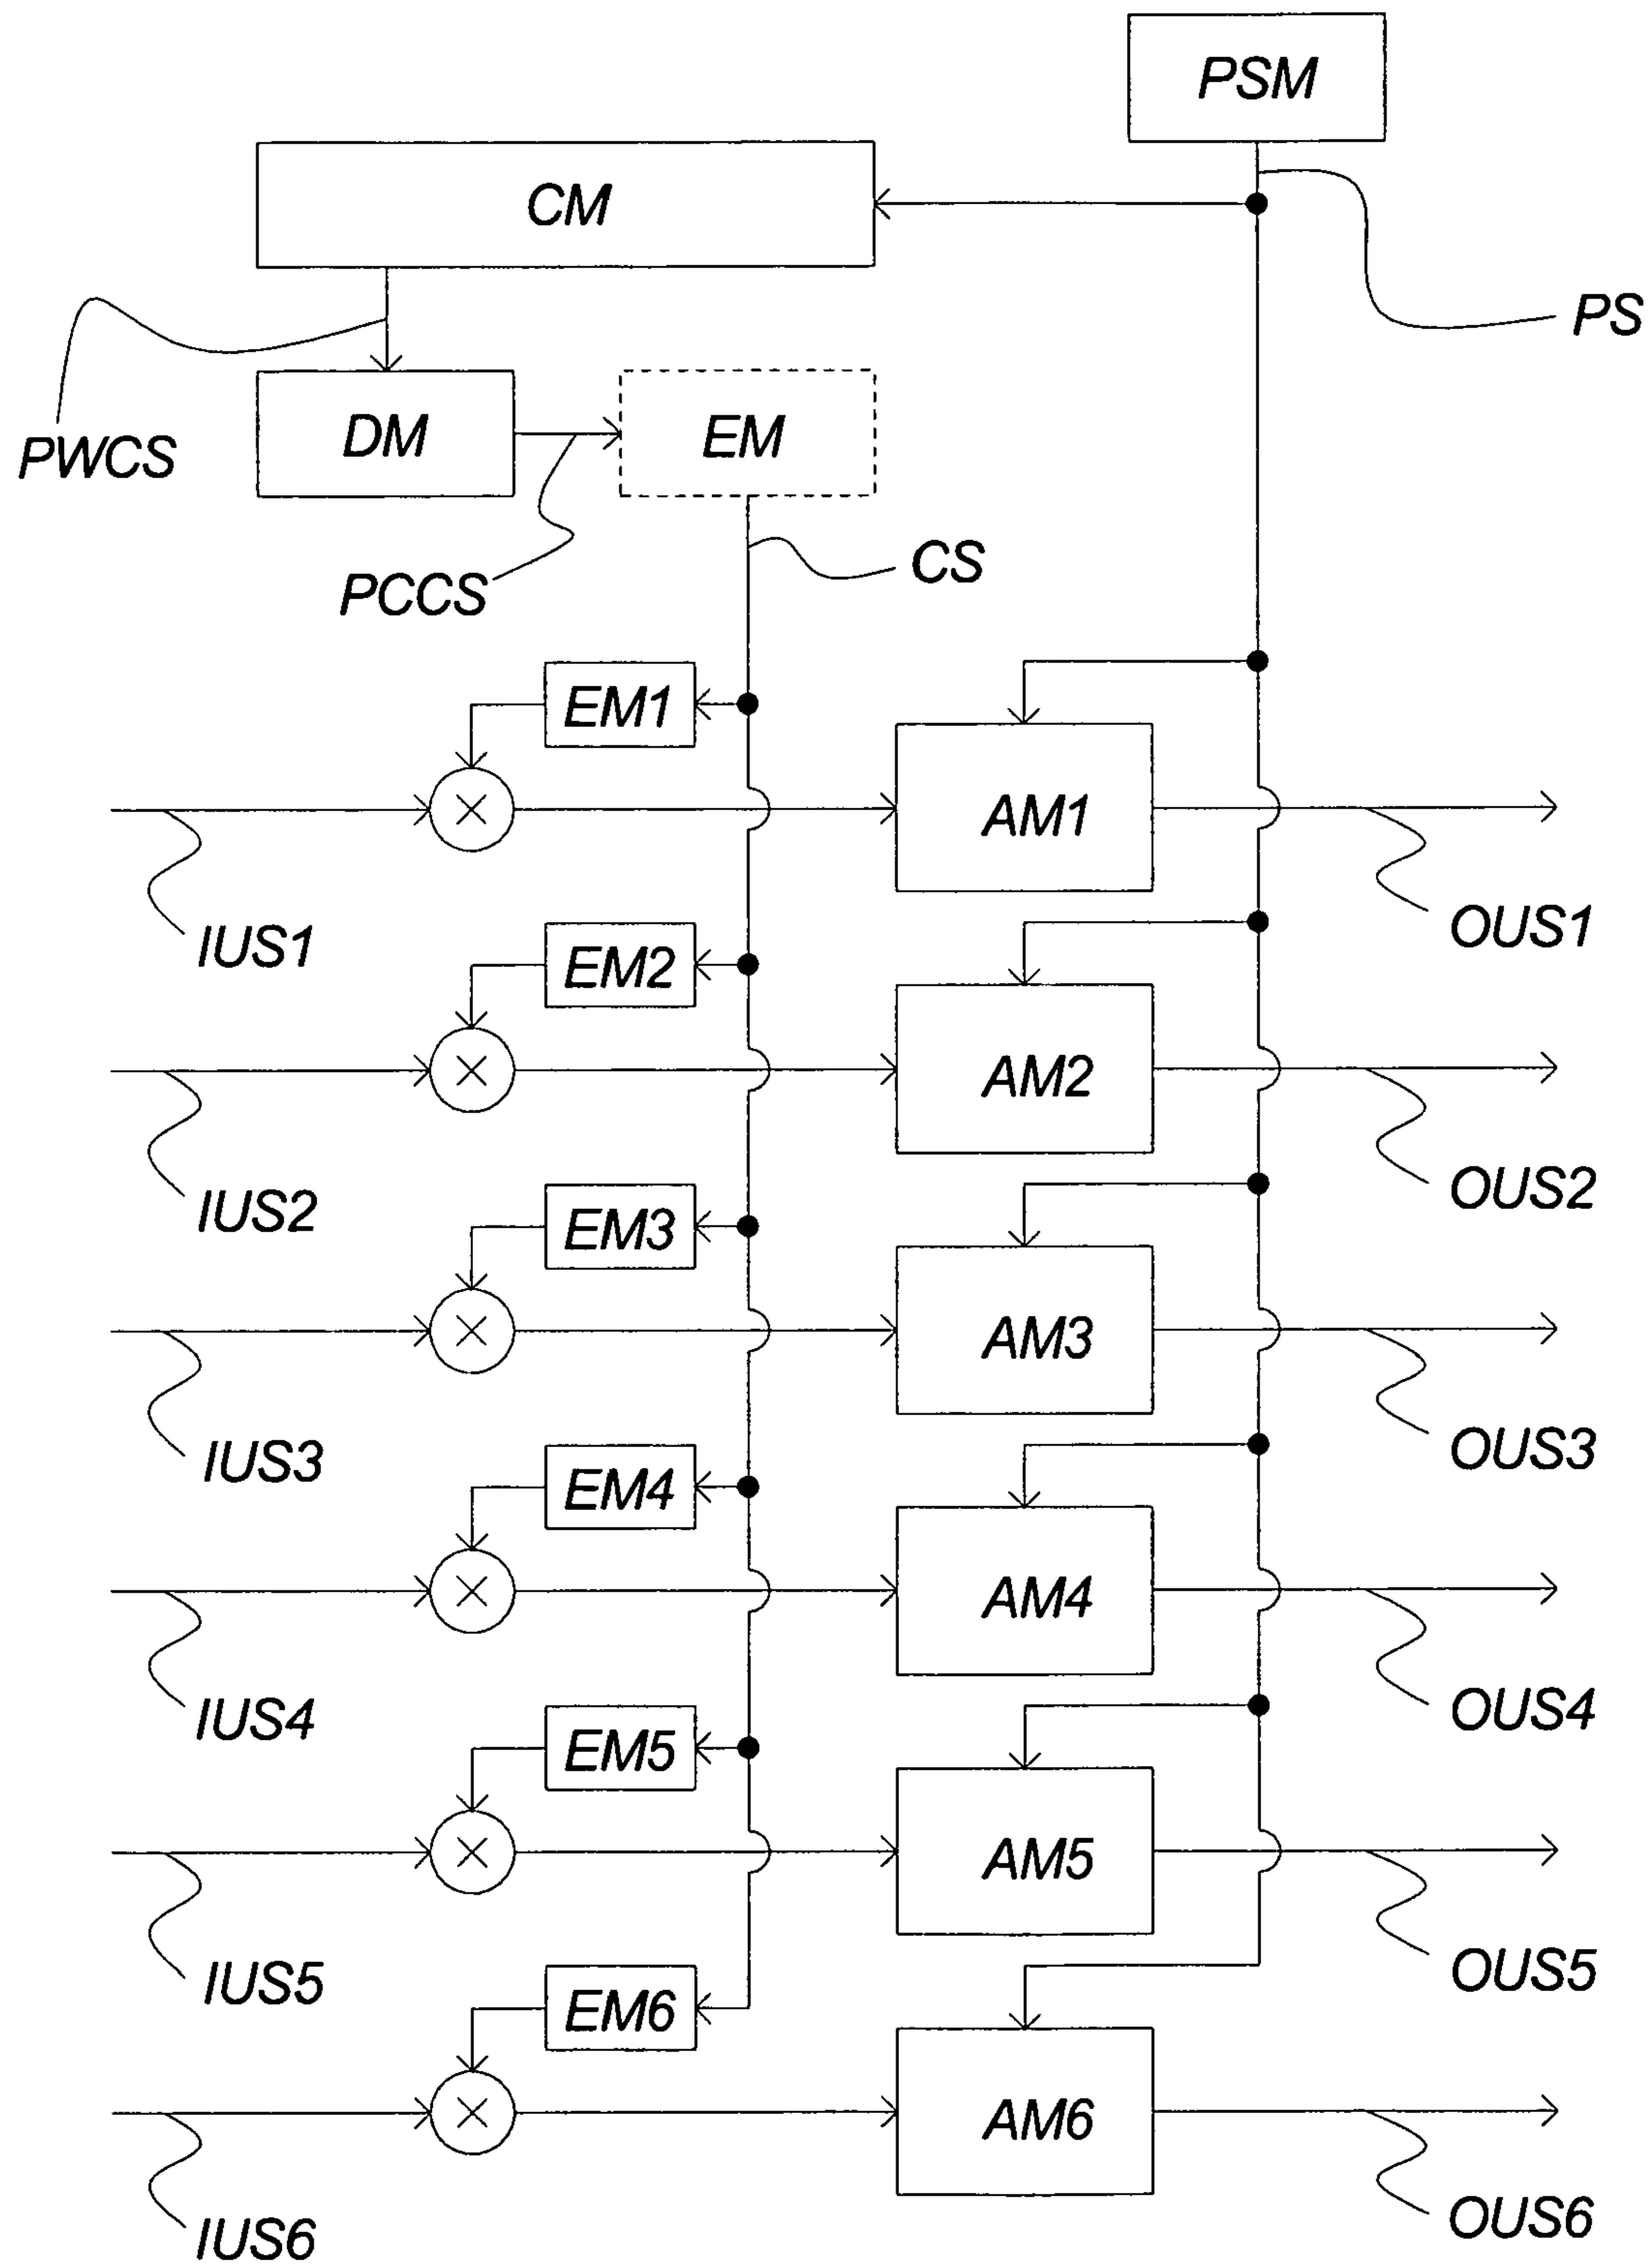 PSM
CM
PS
DM
EM
PWCS
CS
PCCS
EM1
AM1
IUS1
OUS1
EM2
AM2
IUS2
OUS2
EM3
AM3
IUS3
OUS3
EM4
AM4
IUS4
OUS4
EM5
AM5
IUS5
OUS5
EM6
AM6
IUS6
OUS6